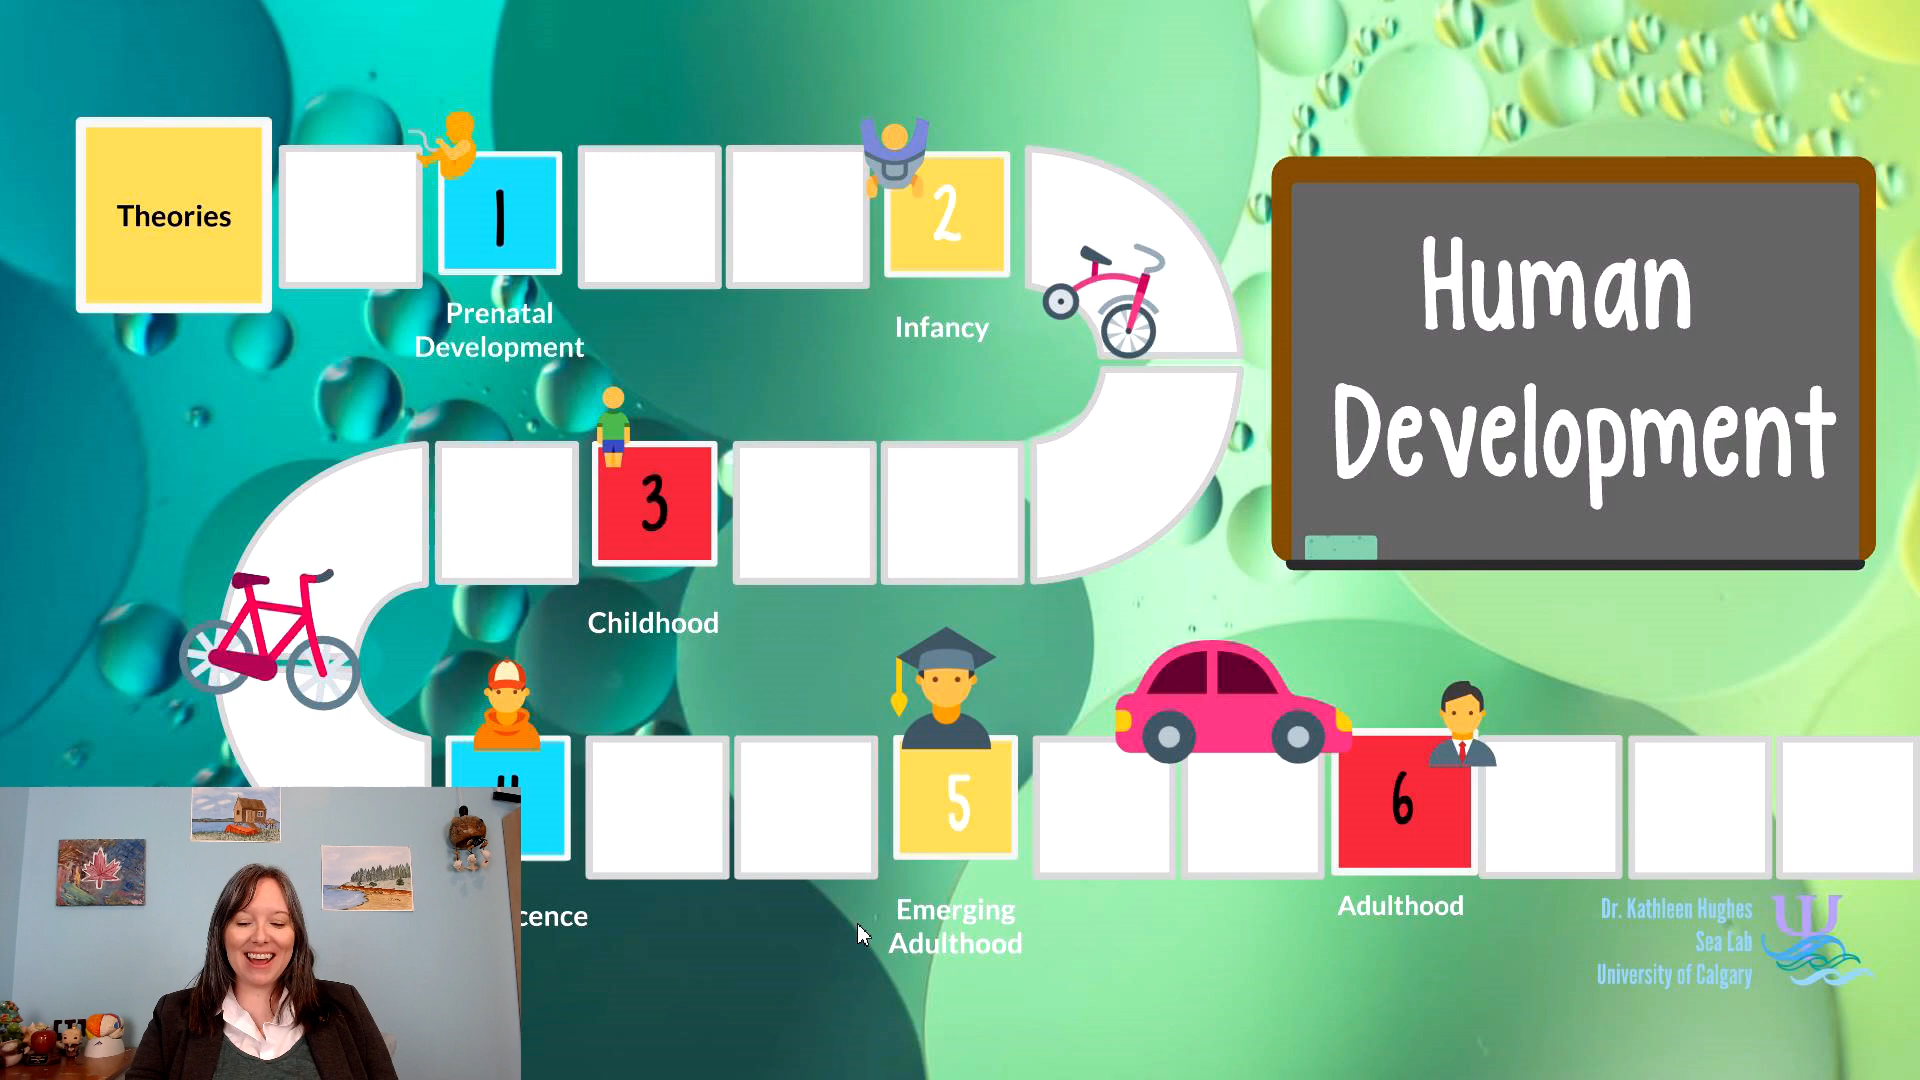 Theories
1
2
Prenatal
Development
Infancy
Human
Development
3
Childhood
5
6
cence
Emerging
Adulthood
Adulthood
Dr. Kathleen Hughes
Sea Lab
University of Calgary